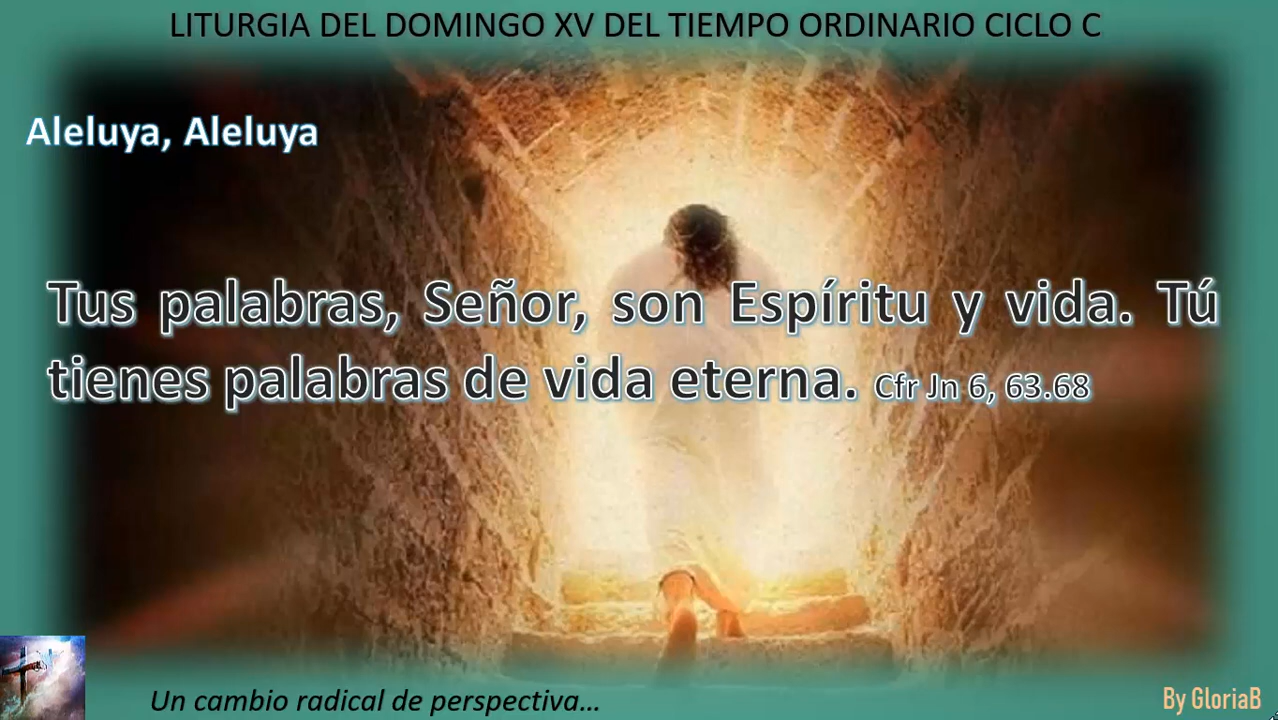 LITURGIA DEL DOMINGO XV DEL TIEMPO ORDINARIO CICLO C
Aleluya, Aleluya
Tus palabras, Señor, son Espíritu y vida. Tú
tienes palabras de vida eterna. Cfr Jn 6, 63.68
Un cambio radical de perspectiva...
By GloriaB